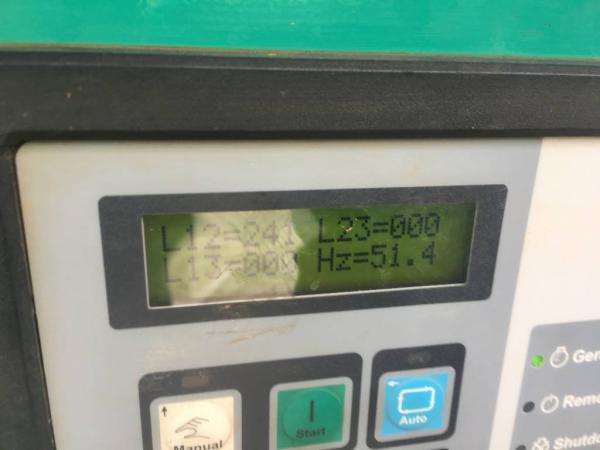 L12=241 L23=000
L13=000 Hz=51.4
Manual
Start
Auto